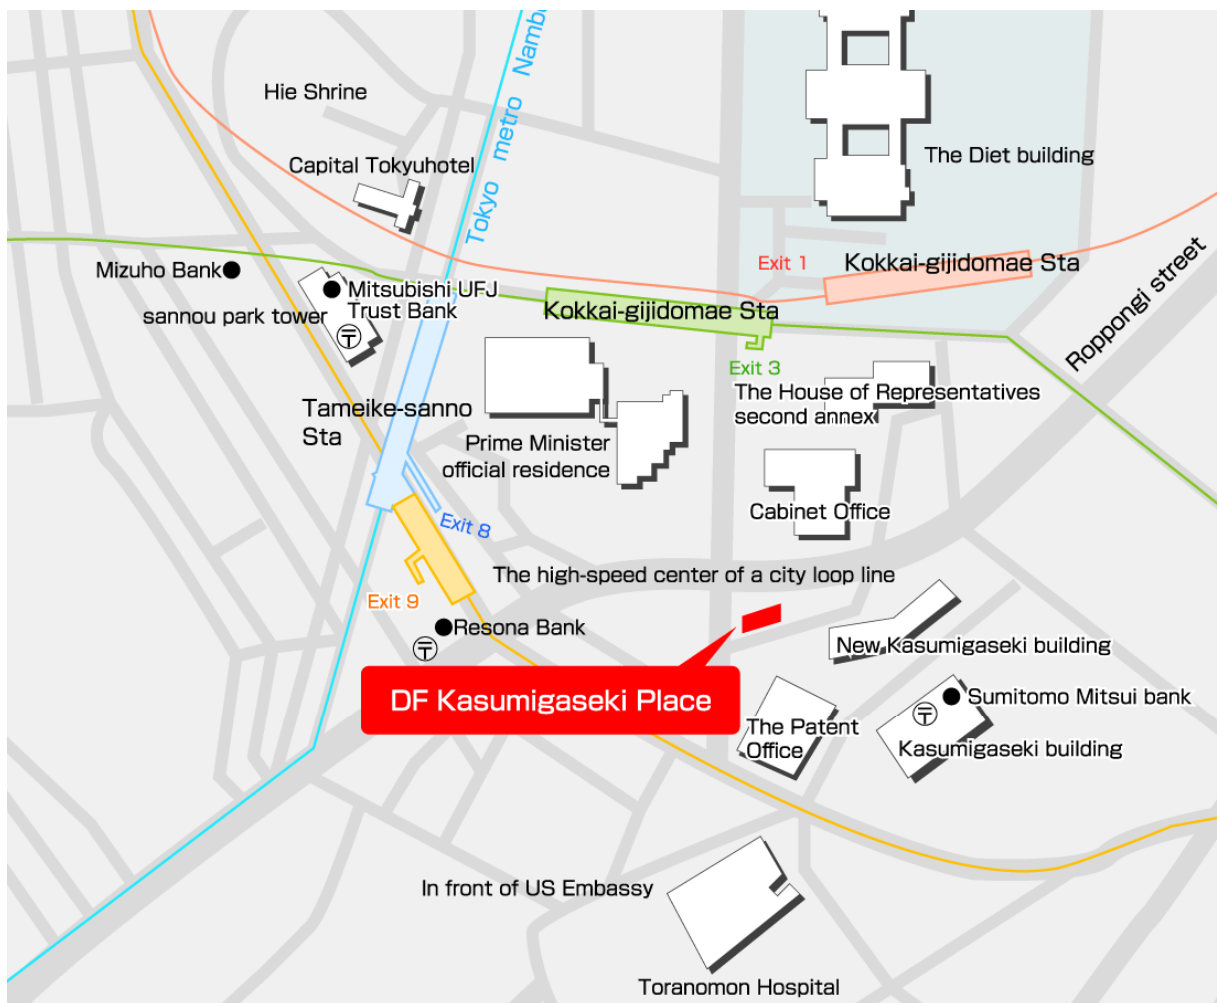 Hie Shrine
Tokyo metro Namb
Capital Tokyuhotel
The Diet building
Mizuho Bank
Mitsubishi UFJ
Trust Bank
sannou park tower
〒
Exit 1
Kokkai-gijidomae Sta
Kokkai-gijidomae Sta
Roppongi street
Exit 3
The House of Representatives
second annex
Tameike-sanno
Sta
Prime Minister
official residence
Cabinet Office
Exit 8
The high-speed center of a city loop line
Exit 9
Resona Bank
〒
New Kasumigaseki building
DF Kasumigaseki Place
Sumitomo Mitsui bank
〒
Kasumigaseki building
The Patent
Office
In front of US Embassy
Toranomon Hospital